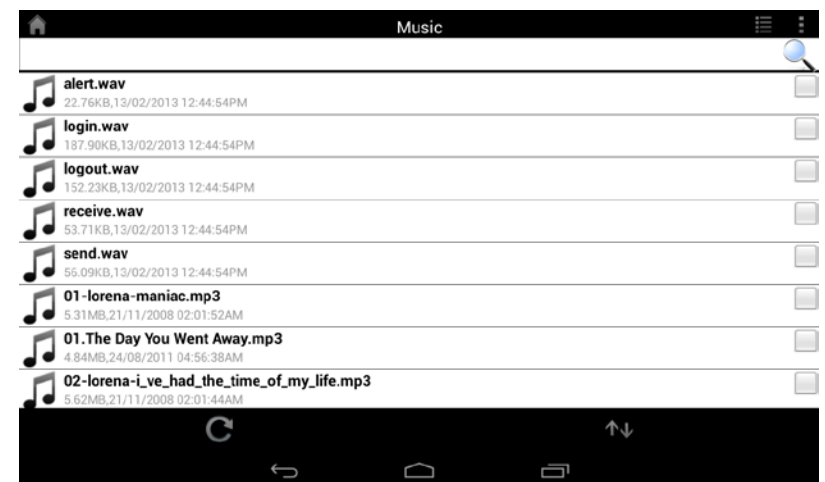 Music
alert.wav
22.76KB,13/02/2013 12:44:54PM
login.wav
187.90KB,13/02/2013 12:44:54PM
logout.wav
152.23KB,13/02/2013 12:44:54PM
receive.wav
53.71KB,13/02/2013 12:44:54PM
send.wav
56.09KB,13/02/2013 12:44:54PM
01-lorena-maniac.mp3
5.31MB,21/11/2008 02:01:52AM
01.The Day You Went Away.mp3
4.84MB,24/08/2011 04:56:38AM
02-lorena-i_ve_had_the_time_of_my_life.mp3
5.62MB,21/11/2008 02:01:44AM